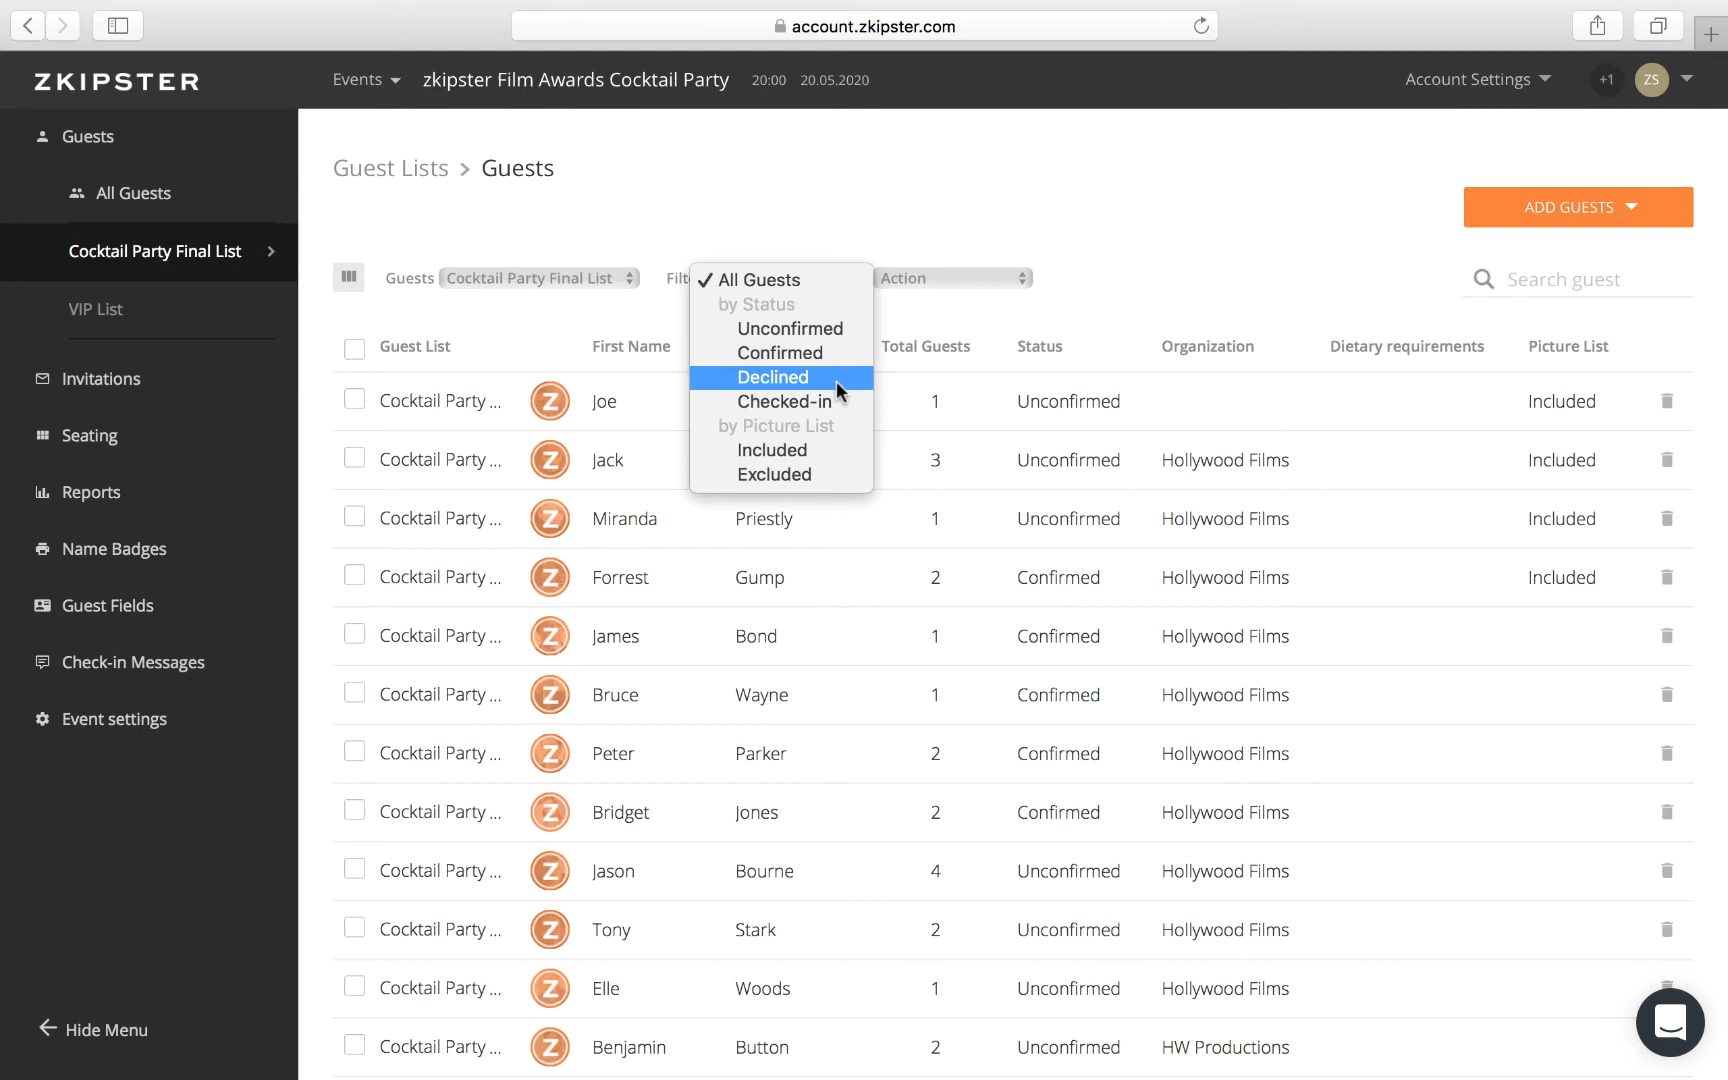 account.zkipster.com
ZKIPSTER
Events
zkipster Film Awards Cocktail Party
20:00 20.05.2020
Account Settings
+1
ZS
Guests
All Guests
Cocktail Party Final List
VIP List
Invitations
Seating
Reports
Name Badges
Guest Fields
Check-in Messages
Event settings
Hide Menu
Guest Lists > Guests
ADD GUESTS
Guests Cocktail Party Final List Filt Action Search guest
✓ All Guests
by Status
Unconfirmed
Confirmed
Declined
Checked-in
by Picture List
Included
Excluded
Guest List First Name Total Guests Status Organization Dietary requirements Picture List
Cocktail Party ... Z Joe 1 Unconfirmed Included
Cocktail Party ... Z Jack 3 Unconfirmed Hollywood Films Included
Cocktail Party ... Z Miranda Priestly 1 Unconfirmed Hollywood Films Included
Cocktail Party ... Z Forrest Gump 2 Confirmed Hollywood Films Included
Cocktail Party ... Z James Bond 1 Confirmed Hollywood Films
Cocktail Party ... Z Bruce Wayne 1 Confirmed Hollywood Films
Cocktail Party ... Z Peter Parker 2 Confirmed Hollywood Films
Cocktail Party ... Z Bridget Jones 2 Confirmed Hollywood Films
Cocktail Party ... Z Jason Bourne 4 Unconfirmed Hollywood Films
Cocktail Party ... Z Tony Stark 2 Unconfirmed Hollywood Films
Cocktail Party ... Z Elle Woods 1 Unconfirmed Hollywood Films
Cocktail Party ... Z Benjamin Button 2 Unconfirmed HW Productions